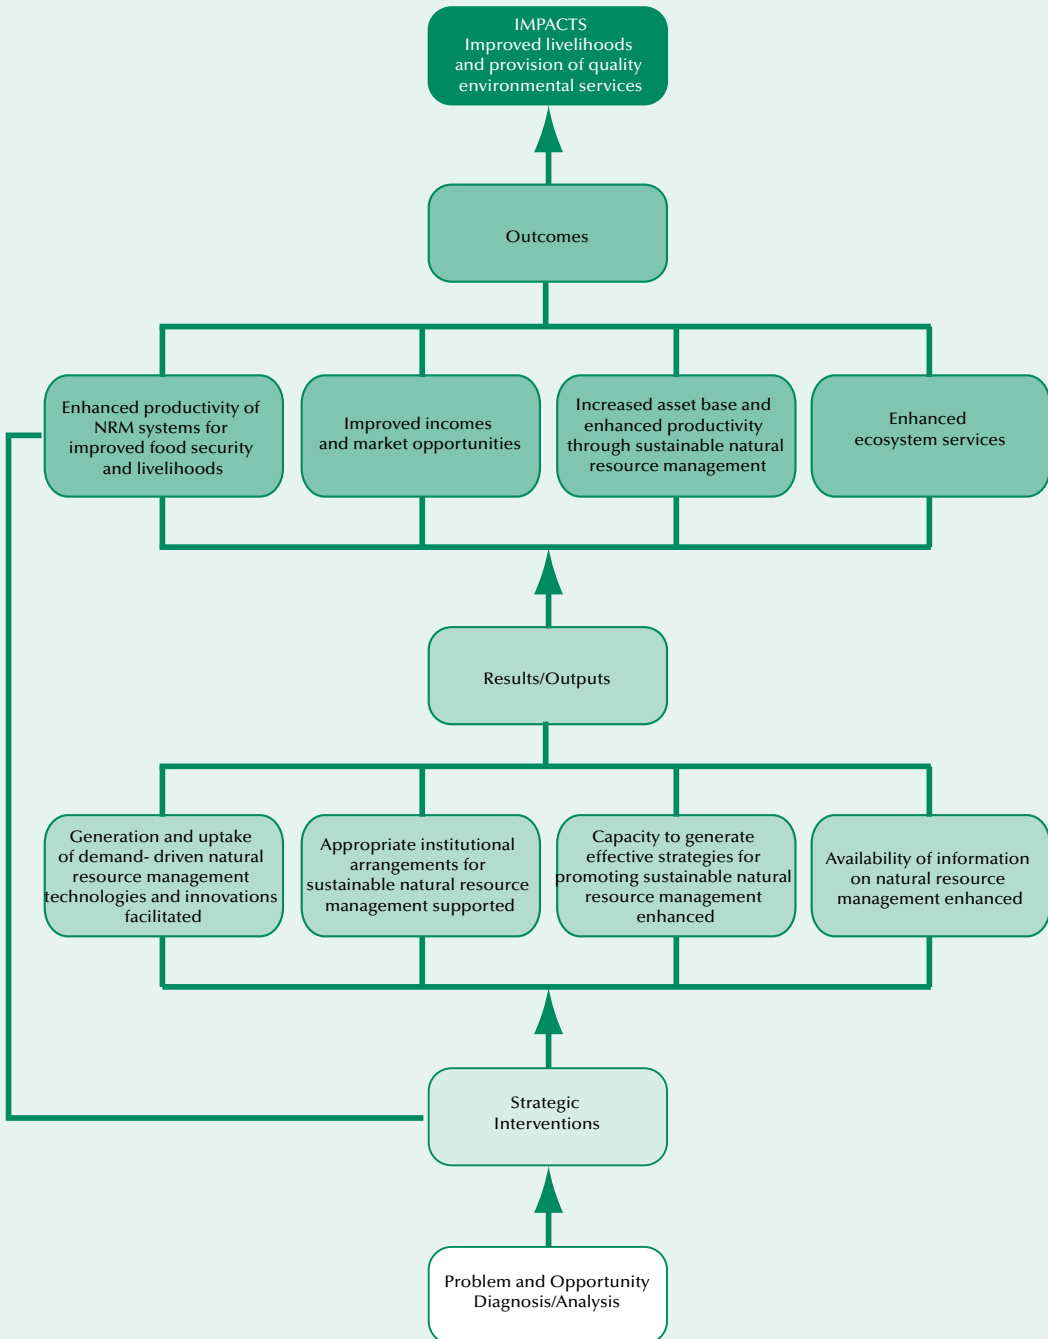 IMPACTS
Improved livelihoods
and provision of quality
environmental services
Outcomes
Enhanced productivity of
NRM systems for
improved food security
and livelihoods
Improved incomes
and market opportunities
Increased asset base and
enhanced productivity
through sustainable natural
resource management
Enhanced
ecosystem services
Results/Outputs
Generation and uptake
of demand- driven natural
resource management
technologies and innovations
facilitated
Appropriate institutional
arrangements for
sustainable natural resource
management supported
Capacity to generate
effective strategies for
promoting sustainable natural
resource management
enhanced
Availability of information
on natural resource
management enhanced
Strategic
Interventions
Problem and Opportunity
Diagnosis/Analysis